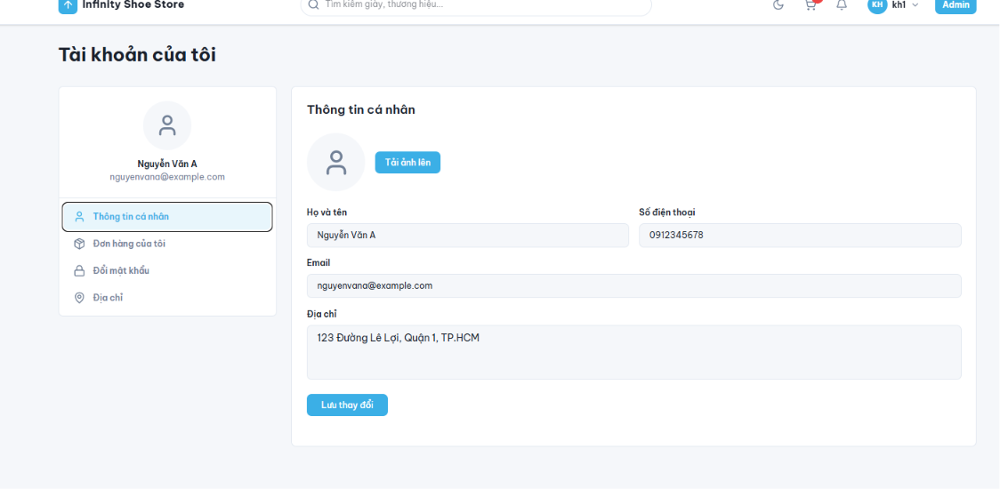 Infinity Shoe Store
Tìm kiếm giày, thương hiệu...
KH kh1
Admin
Tài khoản của tôi
Nguyễn Văn A
nguyenvana@example.com
Thông tin cá nhân
Đơn hàng của tôi
Đổi mật khẩu
Địa chỉ
Thông tin cá nhân
Tải ảnh lên
Họ và tên
Nguyễn Văn A
Số điện thoại
0912345678
Email
nguyenvana@example.com
Địa chỉ
123 Đường Lê Lợi, Quận 1, TP.HCM
Lưu thay đổi